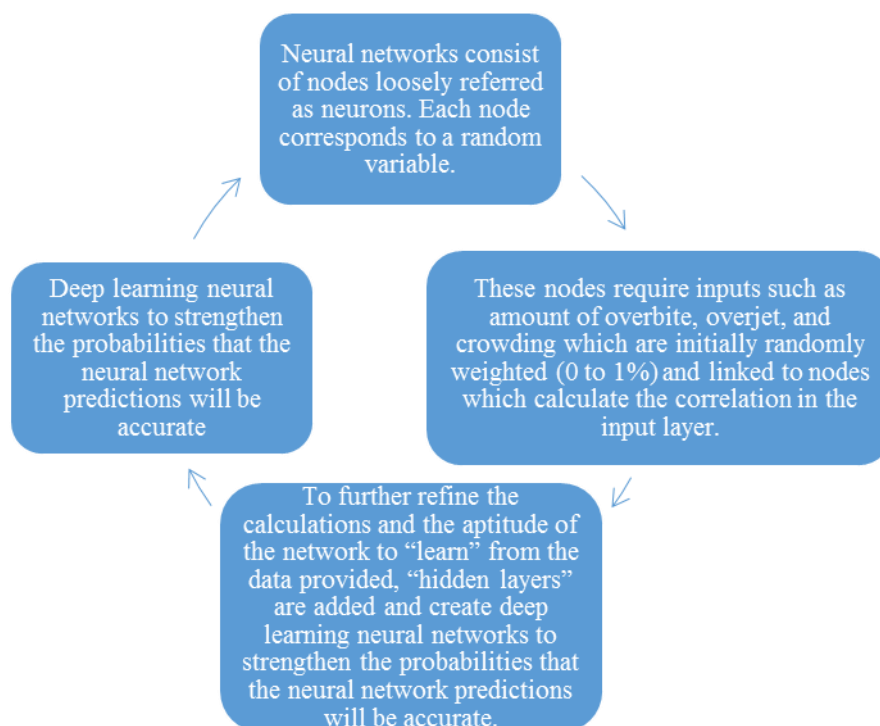 Neural networks consist
of nodes loosely referred
as neurons. Each node
corresponds to a random
variable.
These nodes require inputs such as
amount of overbite, overjet, and
crowding which are initially randomly
weighted (0 to 1%) and linked to nodes
which calculate the correlation in the
input layer.
To further refine the
calculations and the aptitude of
the network to “learn” from the
data provided, “hidden layers”
are added and create deep
learning neural networks to
strengthen the probabilities that
the neural network predictions
will be accurate.
Deep learning neural
networks to strengthen
the probabilities that the
neural network
predictions will be
accurate